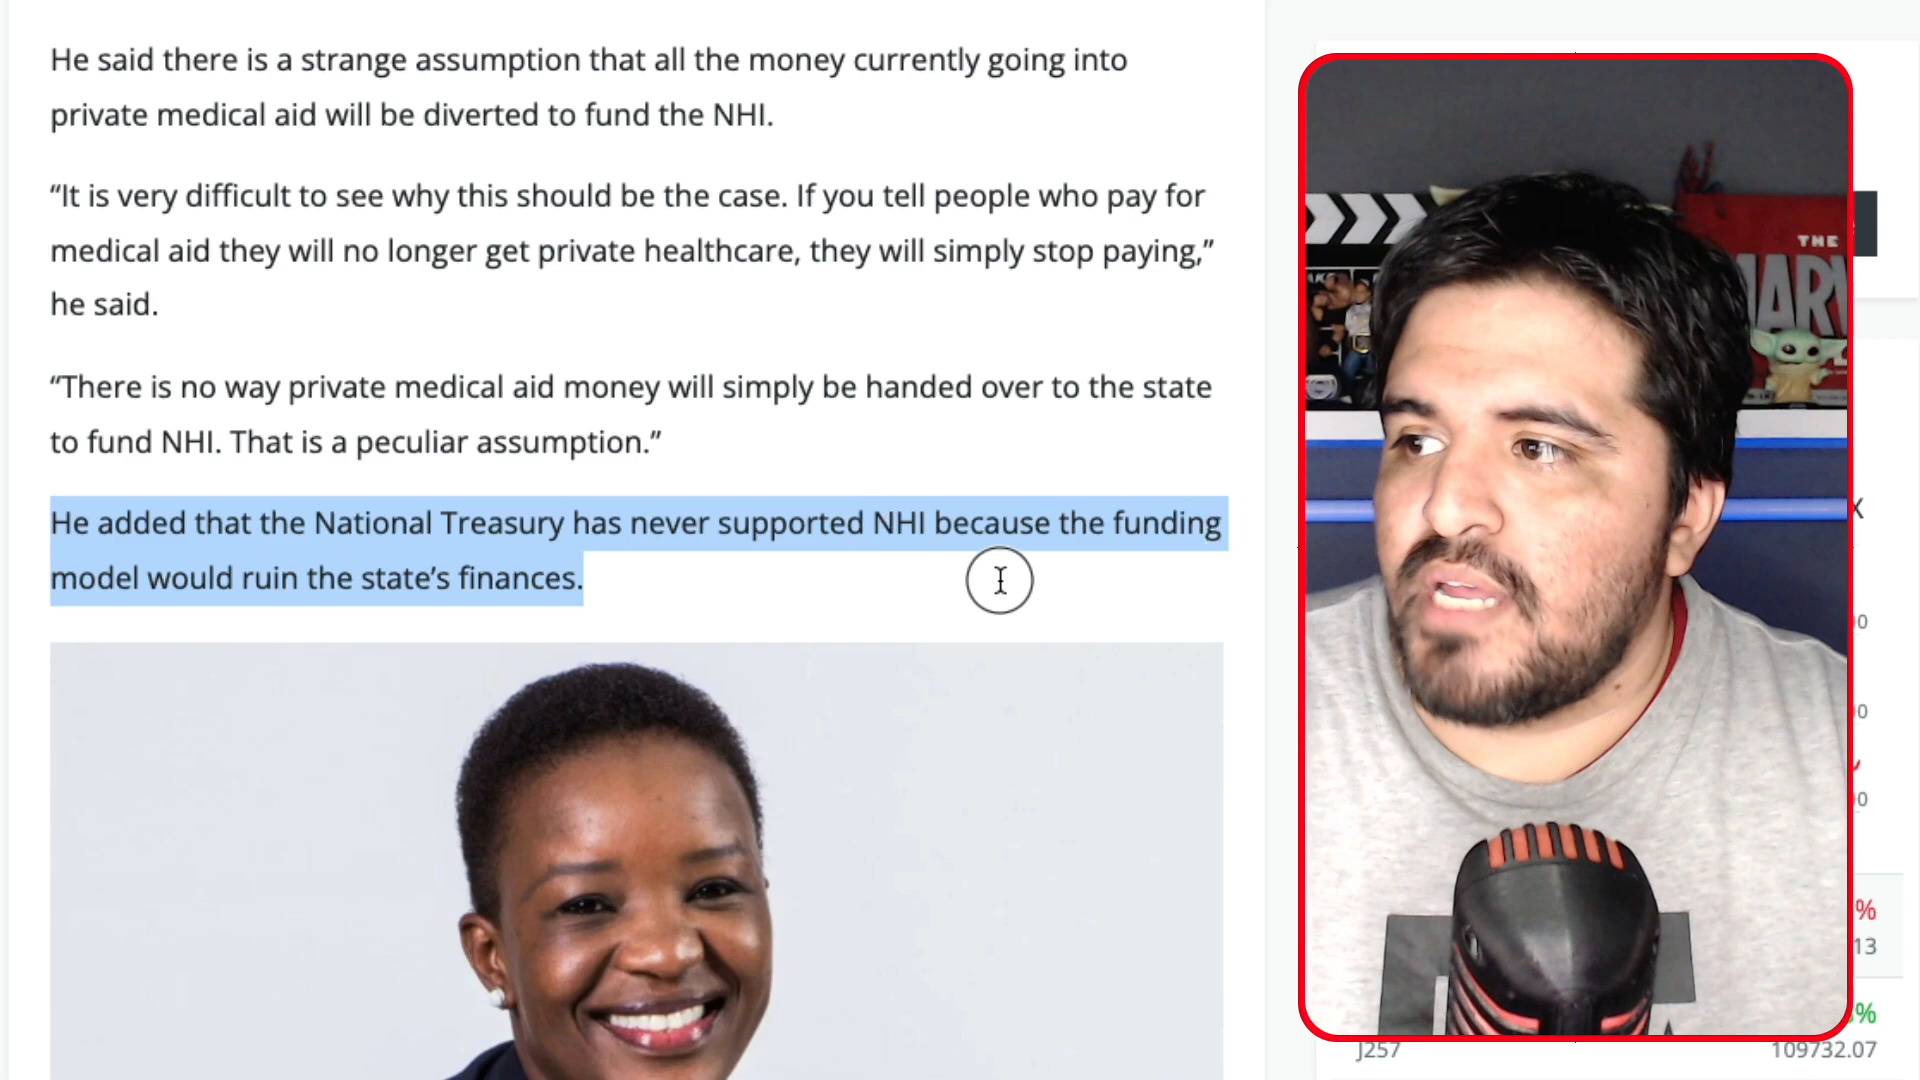 He said there is a strange assumption that all the money currently going into
private medical aid will be diverted to fund the NHI.
“It is very difficult to see why this should be the case. If you tell people who pay for
medical aid they will no longer get private healthcare, they will simply stop paying,”
he said.
“There is no way private medical aid money will simply be handed over to the state
to fund NHI. That is a peculiar assumption.”
He added that the National Treasury has never supported NHI because the funding
model would ruin the state’s finances.
THE
X
%
13
%
J257
109732.07